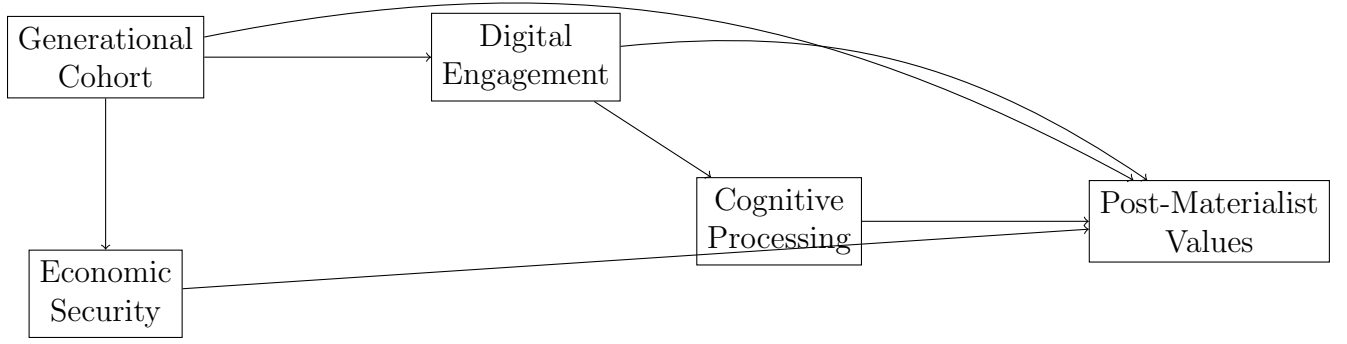 Generational
Cohort
Digital
Engagement
Cognitive
Processing
Post-Materialist
Values
Economic
Security